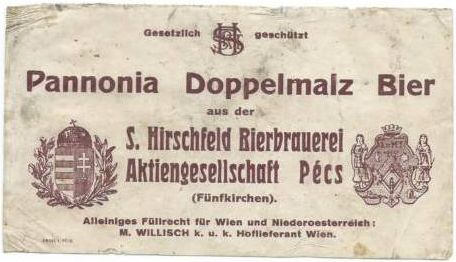 Gesetzlich HS geschützt
Pannonia Doppelmalz Bier
aus der
S. Hirschfeld Bierbrauerei
Aktiengesellschaft Pécs
(Fünfkirchen).
Alleiniges Füllrecht für Wien und Niederoesterreich:
M. WILLISCH k. u. k. Hoflieferant Wien.